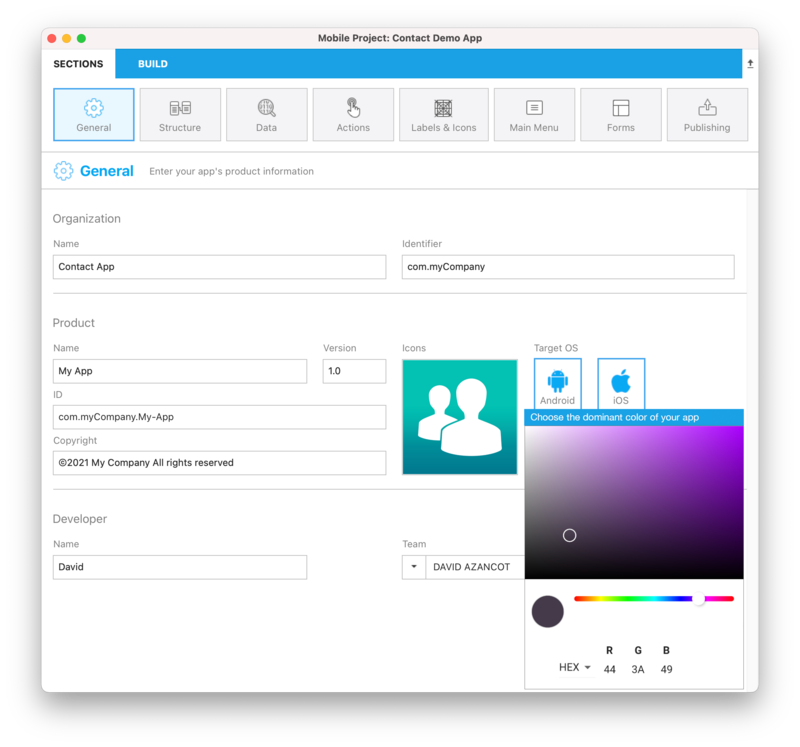 Mobile Project: Contact Demo App
SECTIONS BUILD
General Structure Data Actions Labels & Icons Main Menu Forms Publishing
General Enter your app's product information
Organization
Name Identifier
Contact App com.myCompany
Product
Name Version Icons Target OS
My App 1.0
Android iOS
ID
com.myCompany.My-App
Choose the dominant color of your app
Copyright
©2021 My Company All rights reserved
Developer
Name Team
David DAVID AZANCOT
R G B
HEX 44 3A 49